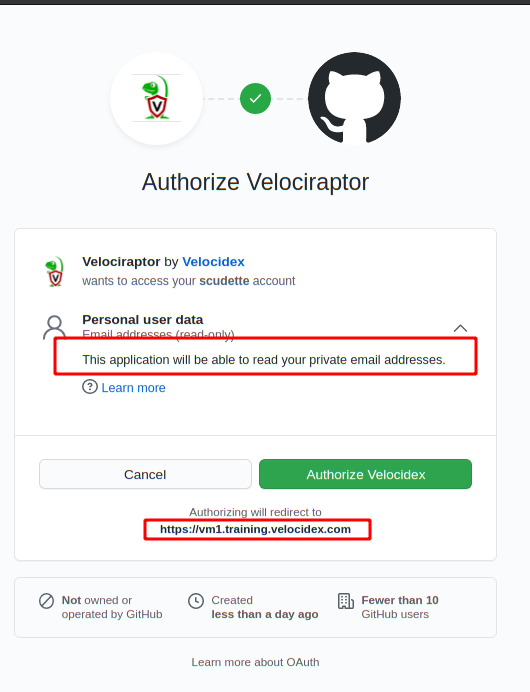 V
Authorize Velociraptor
V
Velociraptor by Velocidex
wants to access your scudette account
Personal user data
Email addresses (read-only)
This application will be able to read your private email addresses.
? Learn more
Cancel
Authorize Velocidex
Authorizing will redirect to
https://vm1.training.velocidex.com
Not owned or
operated by GitHub
Created
less than a day ago
Fewer than 10
GitHub users
Learn more about OAuth